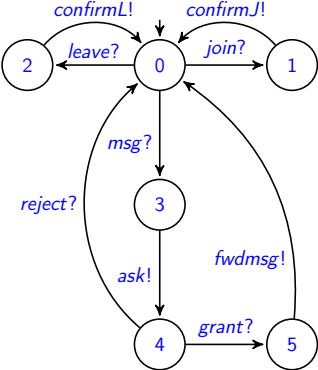 confirmL! confirmJ!
leave? join?
2 0 1
msg?
reject? 3
ask! fwdmsg!
grant?
4 5